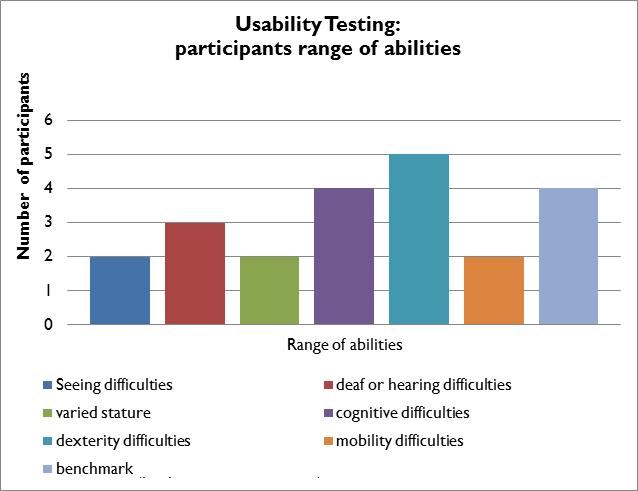 Usability Testing:
participants range of abilities
Number of participants
6
5
4
3
2
1
0
Range of abilities
Seeing difficulties
deaf or hearing difficulties
varied stature
cognitive difficulties
dexterity difficulties
mobility difficulties
benchmark